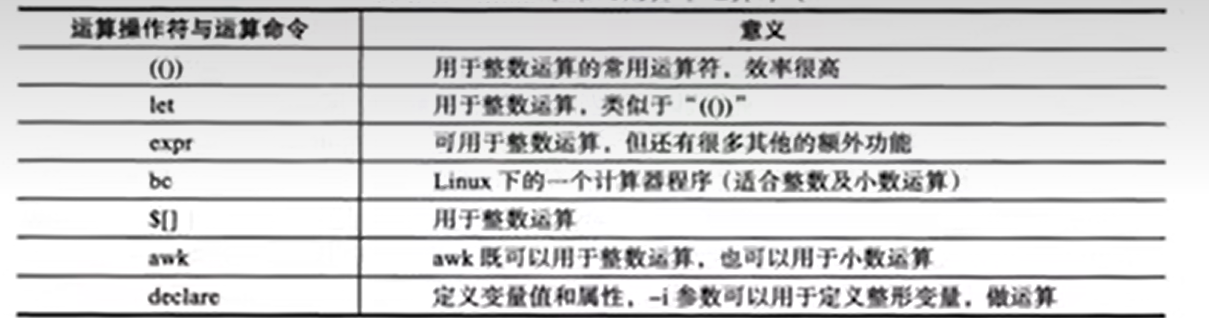 运算操作符与运算命令 意义
(()) 用于整数运算的常用运算符，效率很高
let 用于整数运算，类似于“(())”
expr 可用于整数运算，但还有很多其他的额外功能
bc Linux 下的一个计算器程序（适合整数及小数运算）
$[] 用于整数运算
awk awk 既可以用于整数运算，也可以用于小数运算
declare 定义变量值和属性，-i 参数可以用于定义整形变量，做运算